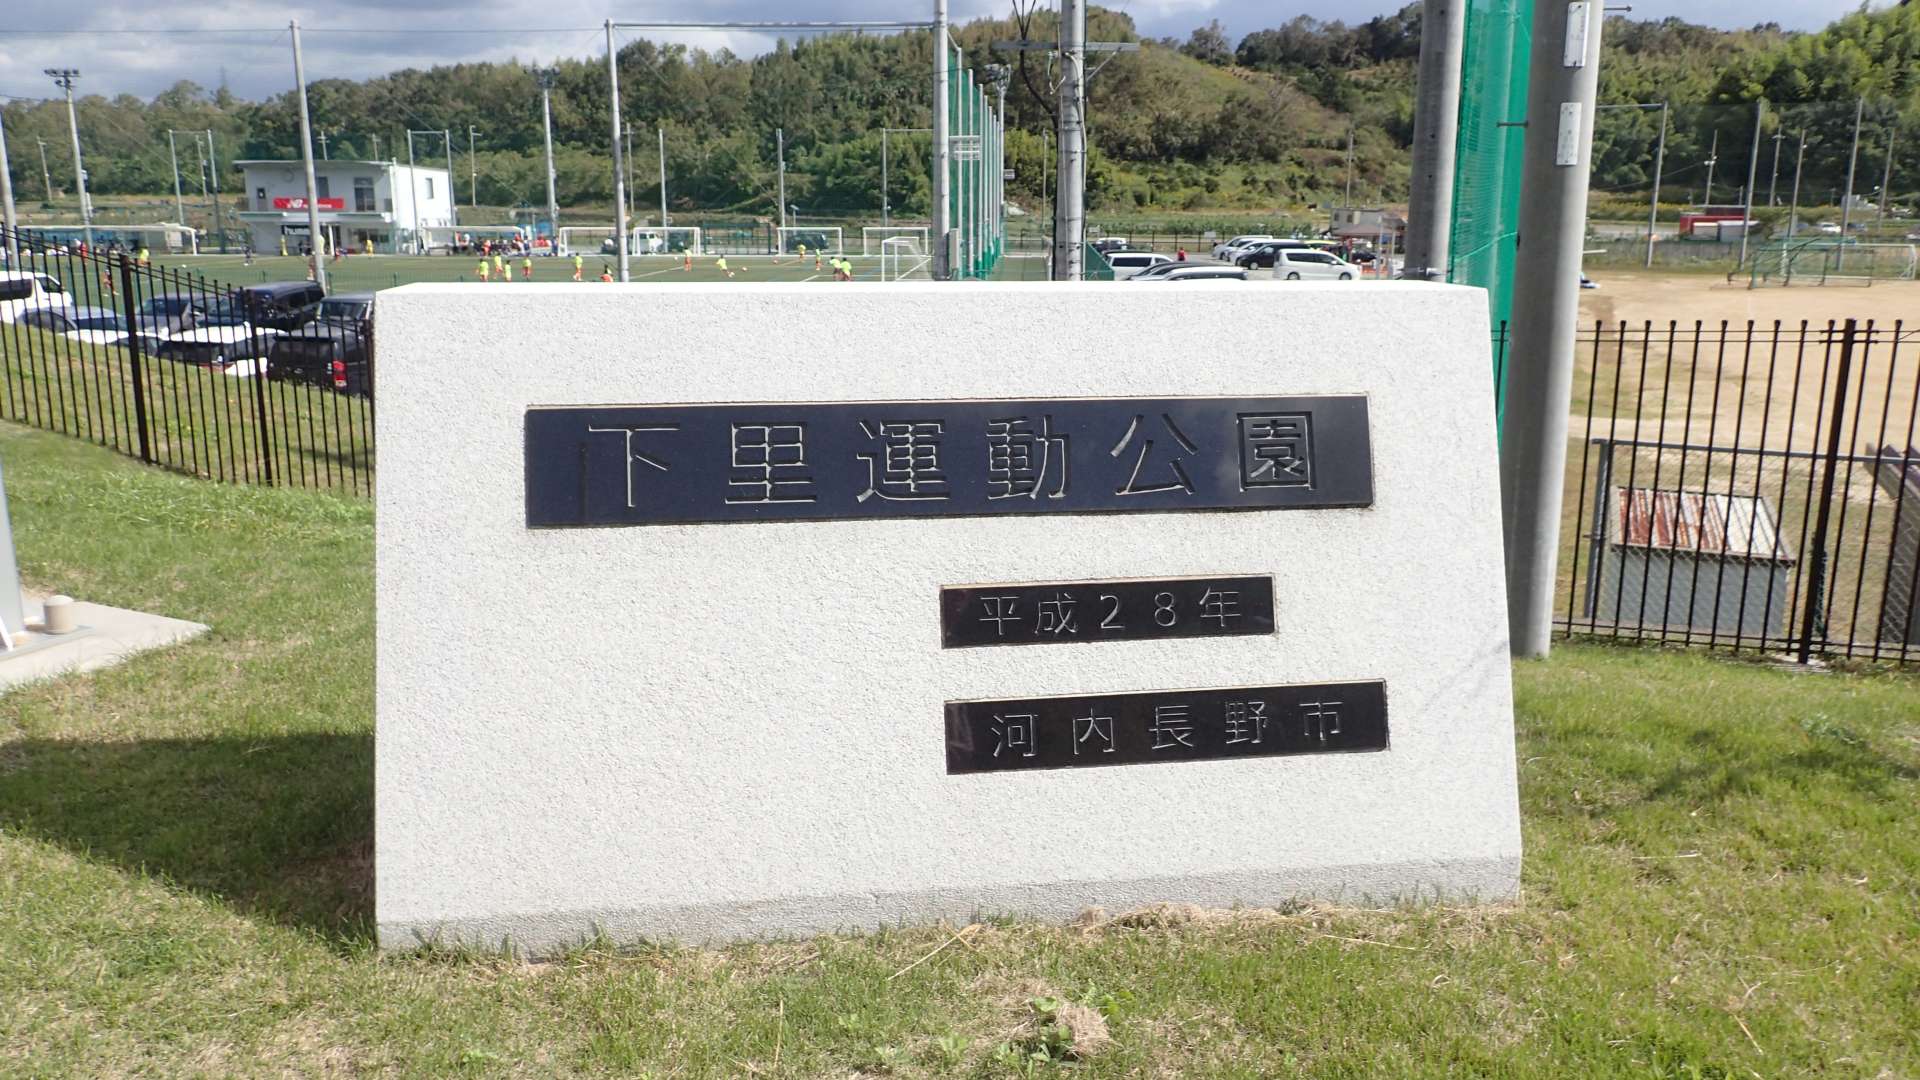 下里運動公園
平成２８年
河内長野市